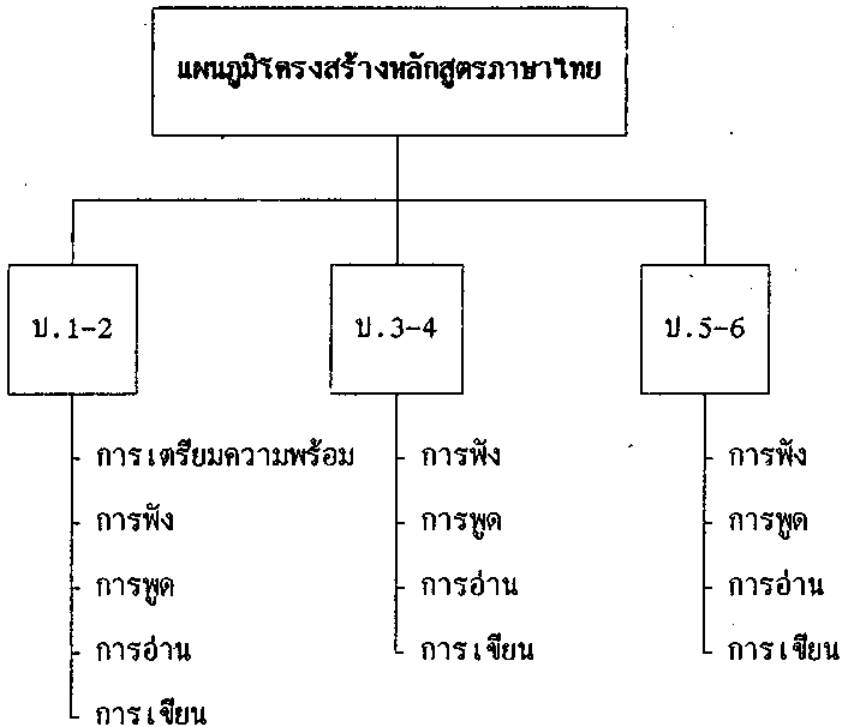 แผนภูมิโครงสร้างหลักสูตรภาษาไทย
ป.1-2
- การเตรียมความพร้อม
- การฟัง
- การพูด
- การอ่าน
- การเขียน
ป.3-4
- การฟัง
- การพูด
- การอ่าน
- การเขียน
ป.5-6
- การฟัง
- การพูด
- การอ่าน
- การเขียน